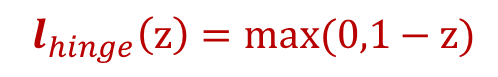 l_hinge(z) = max(0,1 − z)